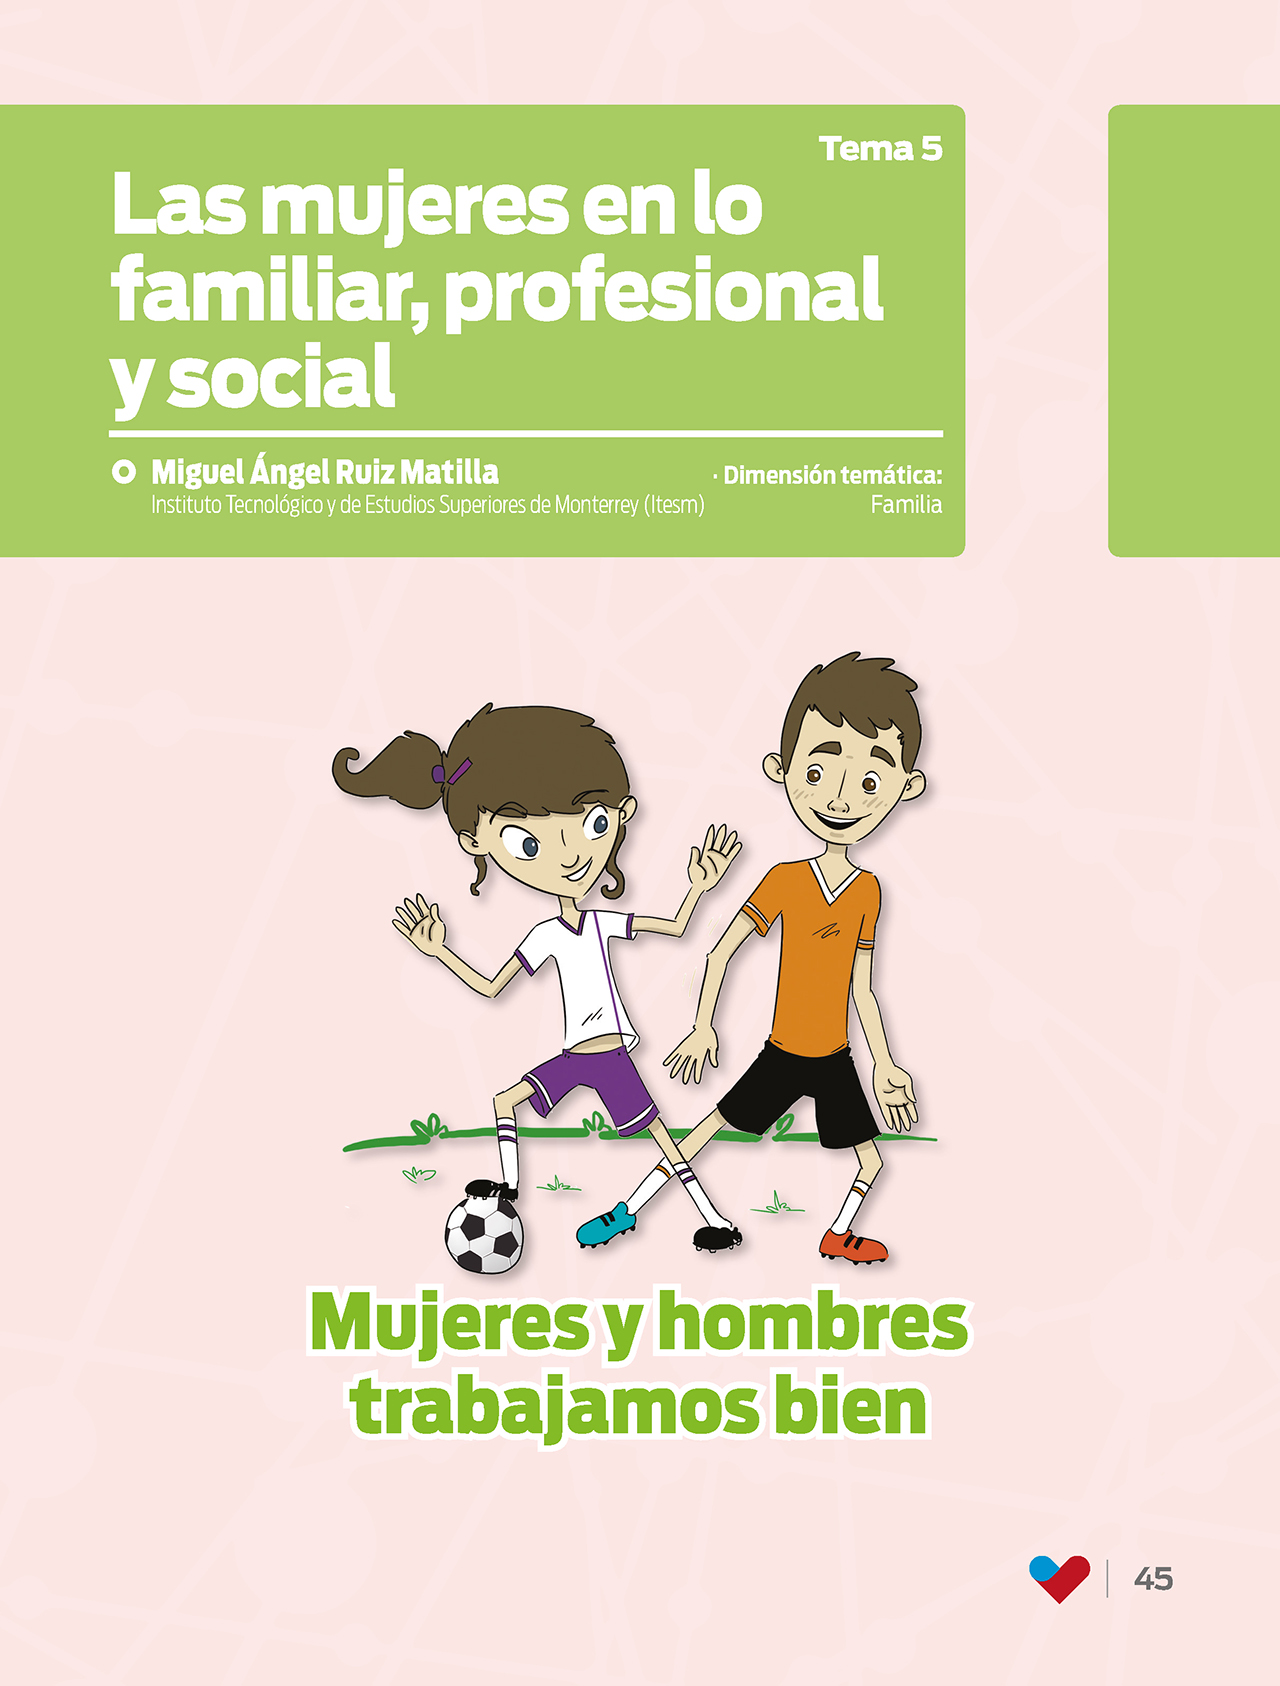 Tema 5
Las mujeres en lo
familiar, profesional
y social
Miguel Ángel Ruiz Matilla
Instituto Tecnológico y de Estudios Superiores de Monterrey (Itesm)
· Dimensión temática:
Familia
Mujeres y hombres
trabajamos bien
45